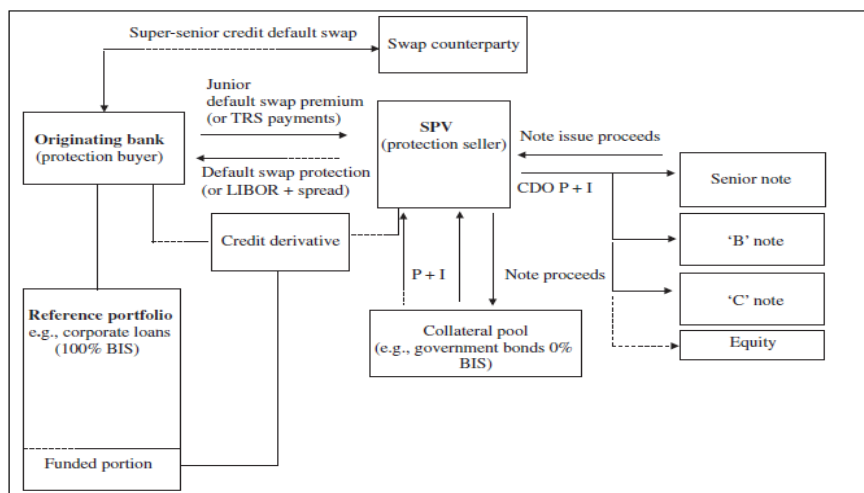 Super-senior credit default swap
Swap counterparty
Junior
default swap premium
(or TRS payments)
Originating bank
(protection buyer)
SPV
(protection seller)
Note issue proceeds
Default swap protection
(or LIBOR + spread)
CDO P + I
Senior note
Credit derivative
'B' note
P + I
Note proceeds
'C' note
Reference portfolio
e.g., corporate loans
(100% BIS)
Collateral pool
(e.g., government bonds 0%
BIS)
Equity
Funded portion